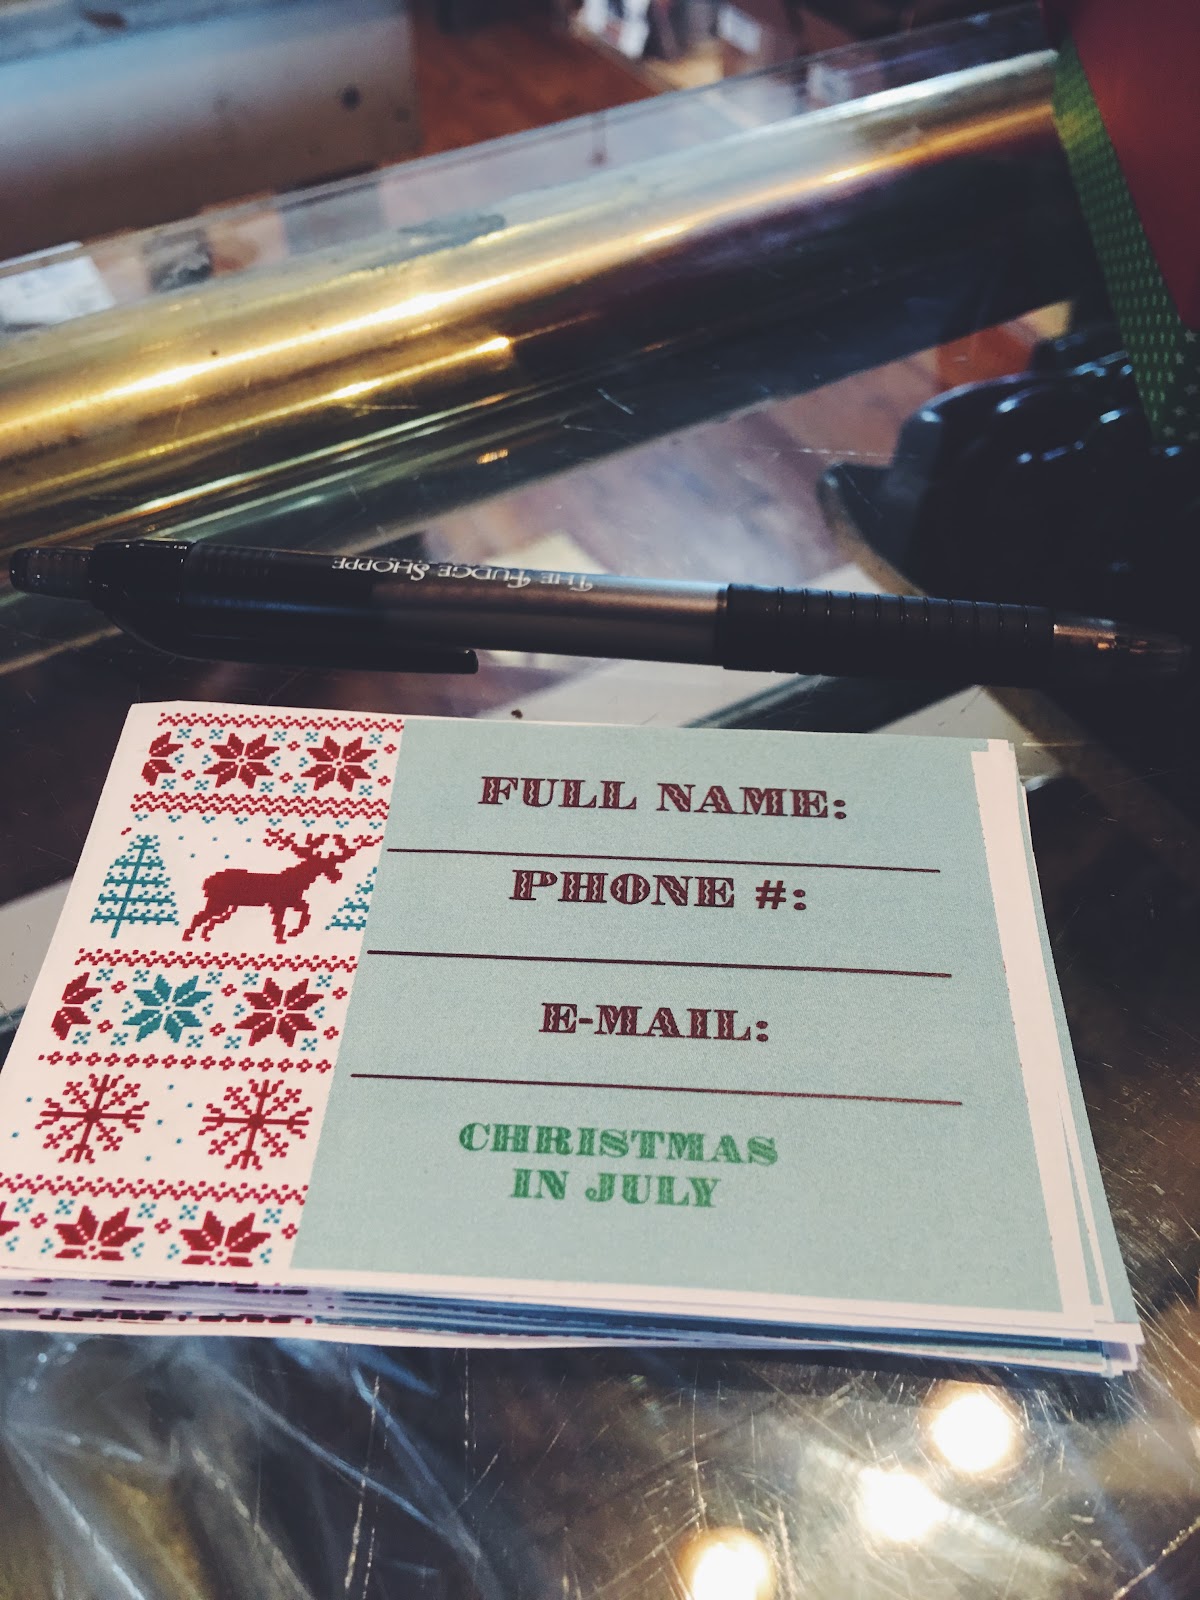 THE FUDGE SHOPPE
FULL NAME:
PHONE #:
E-MAIL:
CHRISTMAS
IN JULY